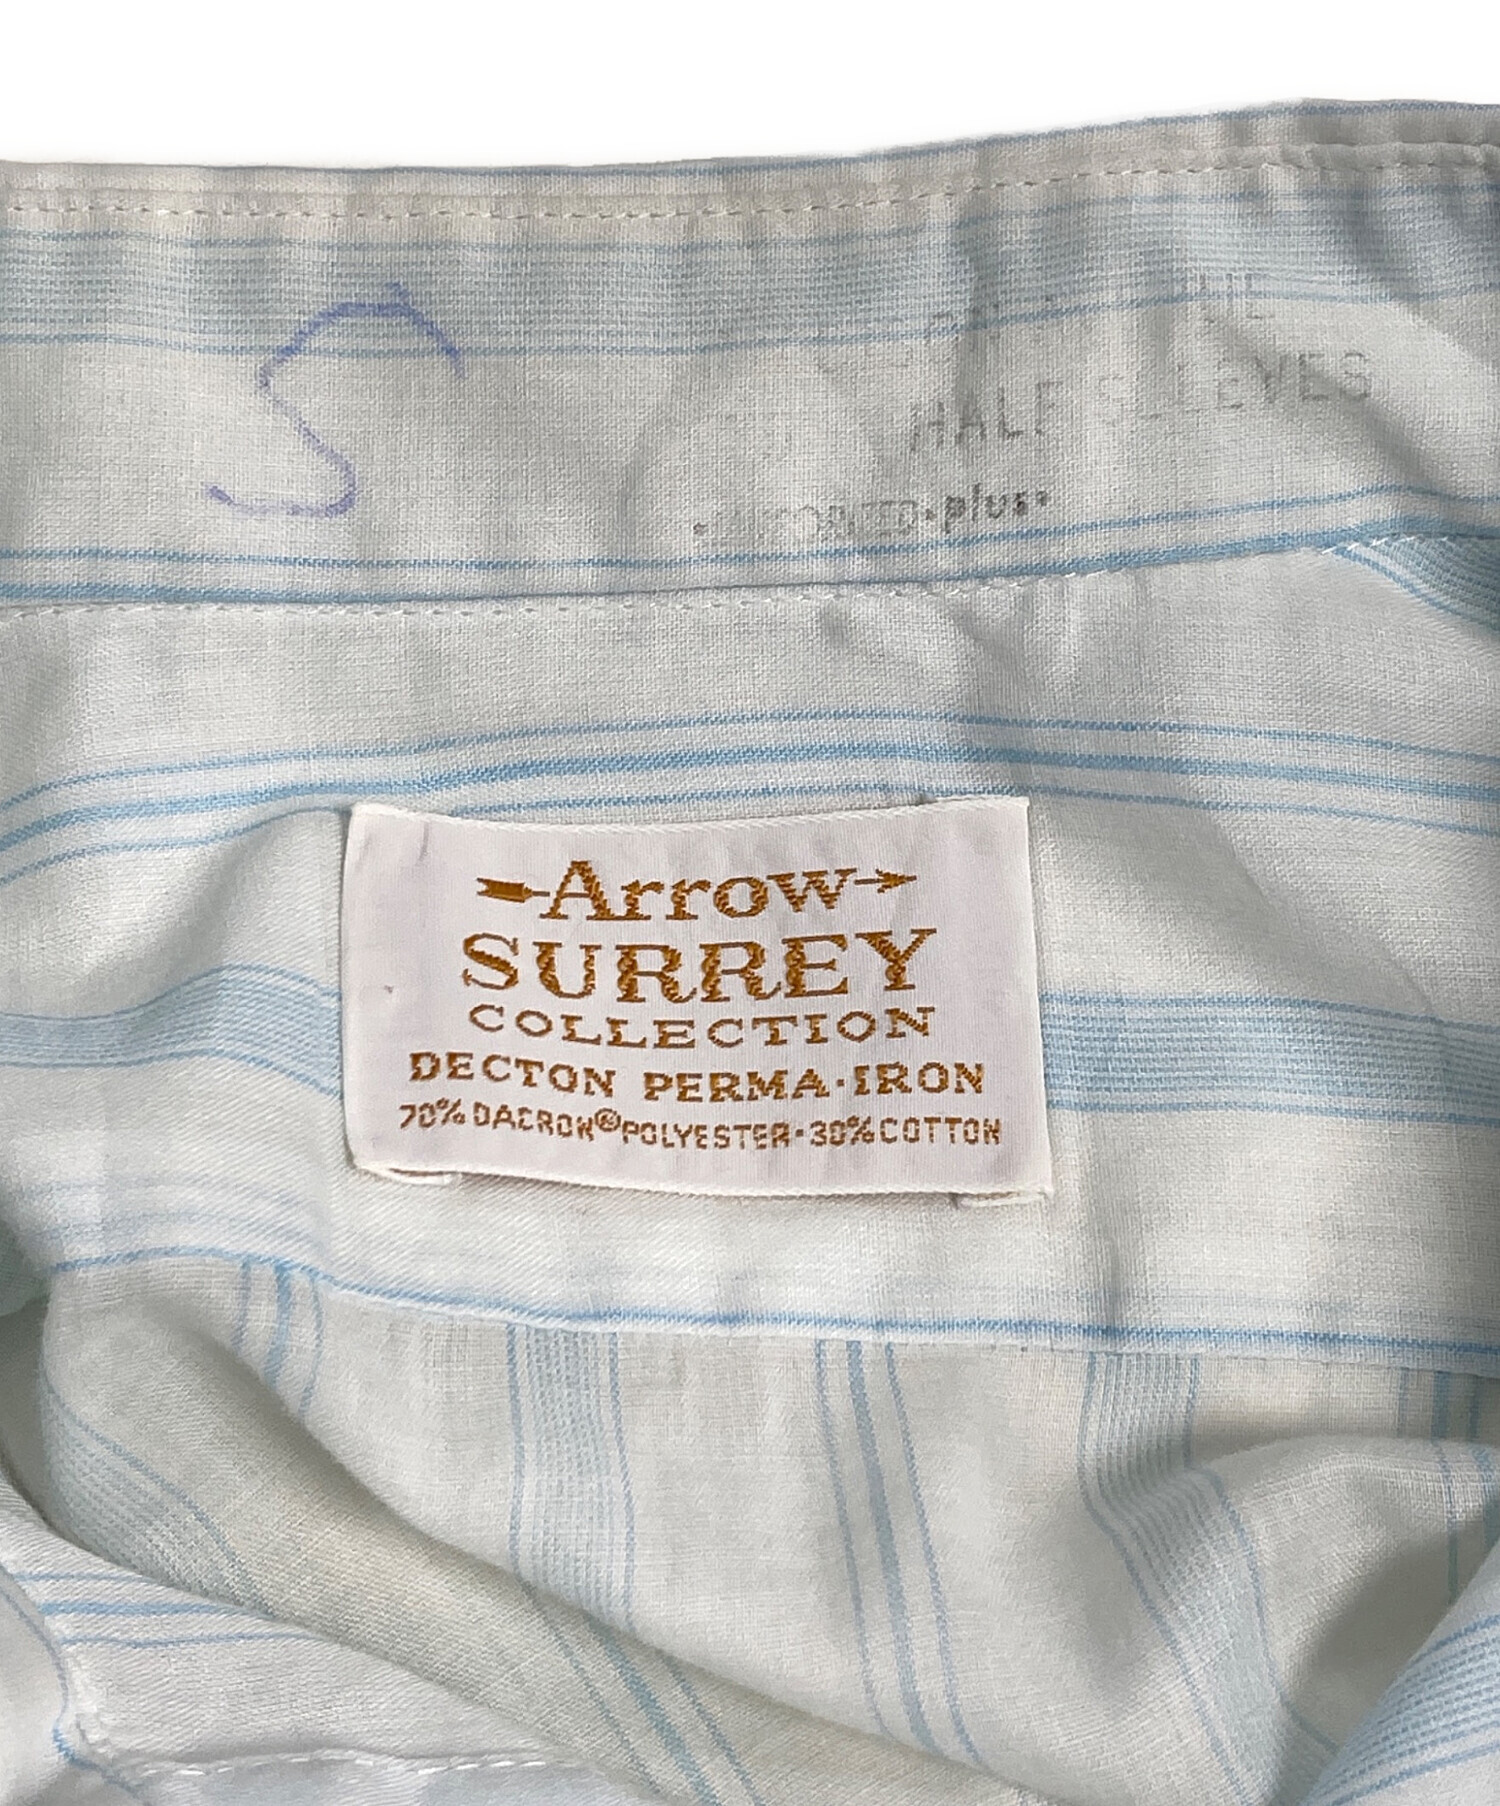 S
HALF SLEEVES
plus
Arrow
SURREY
COLLECTION
DECTON PERMA·IRON
70% DACRON® POLYESTER·30% COTTON